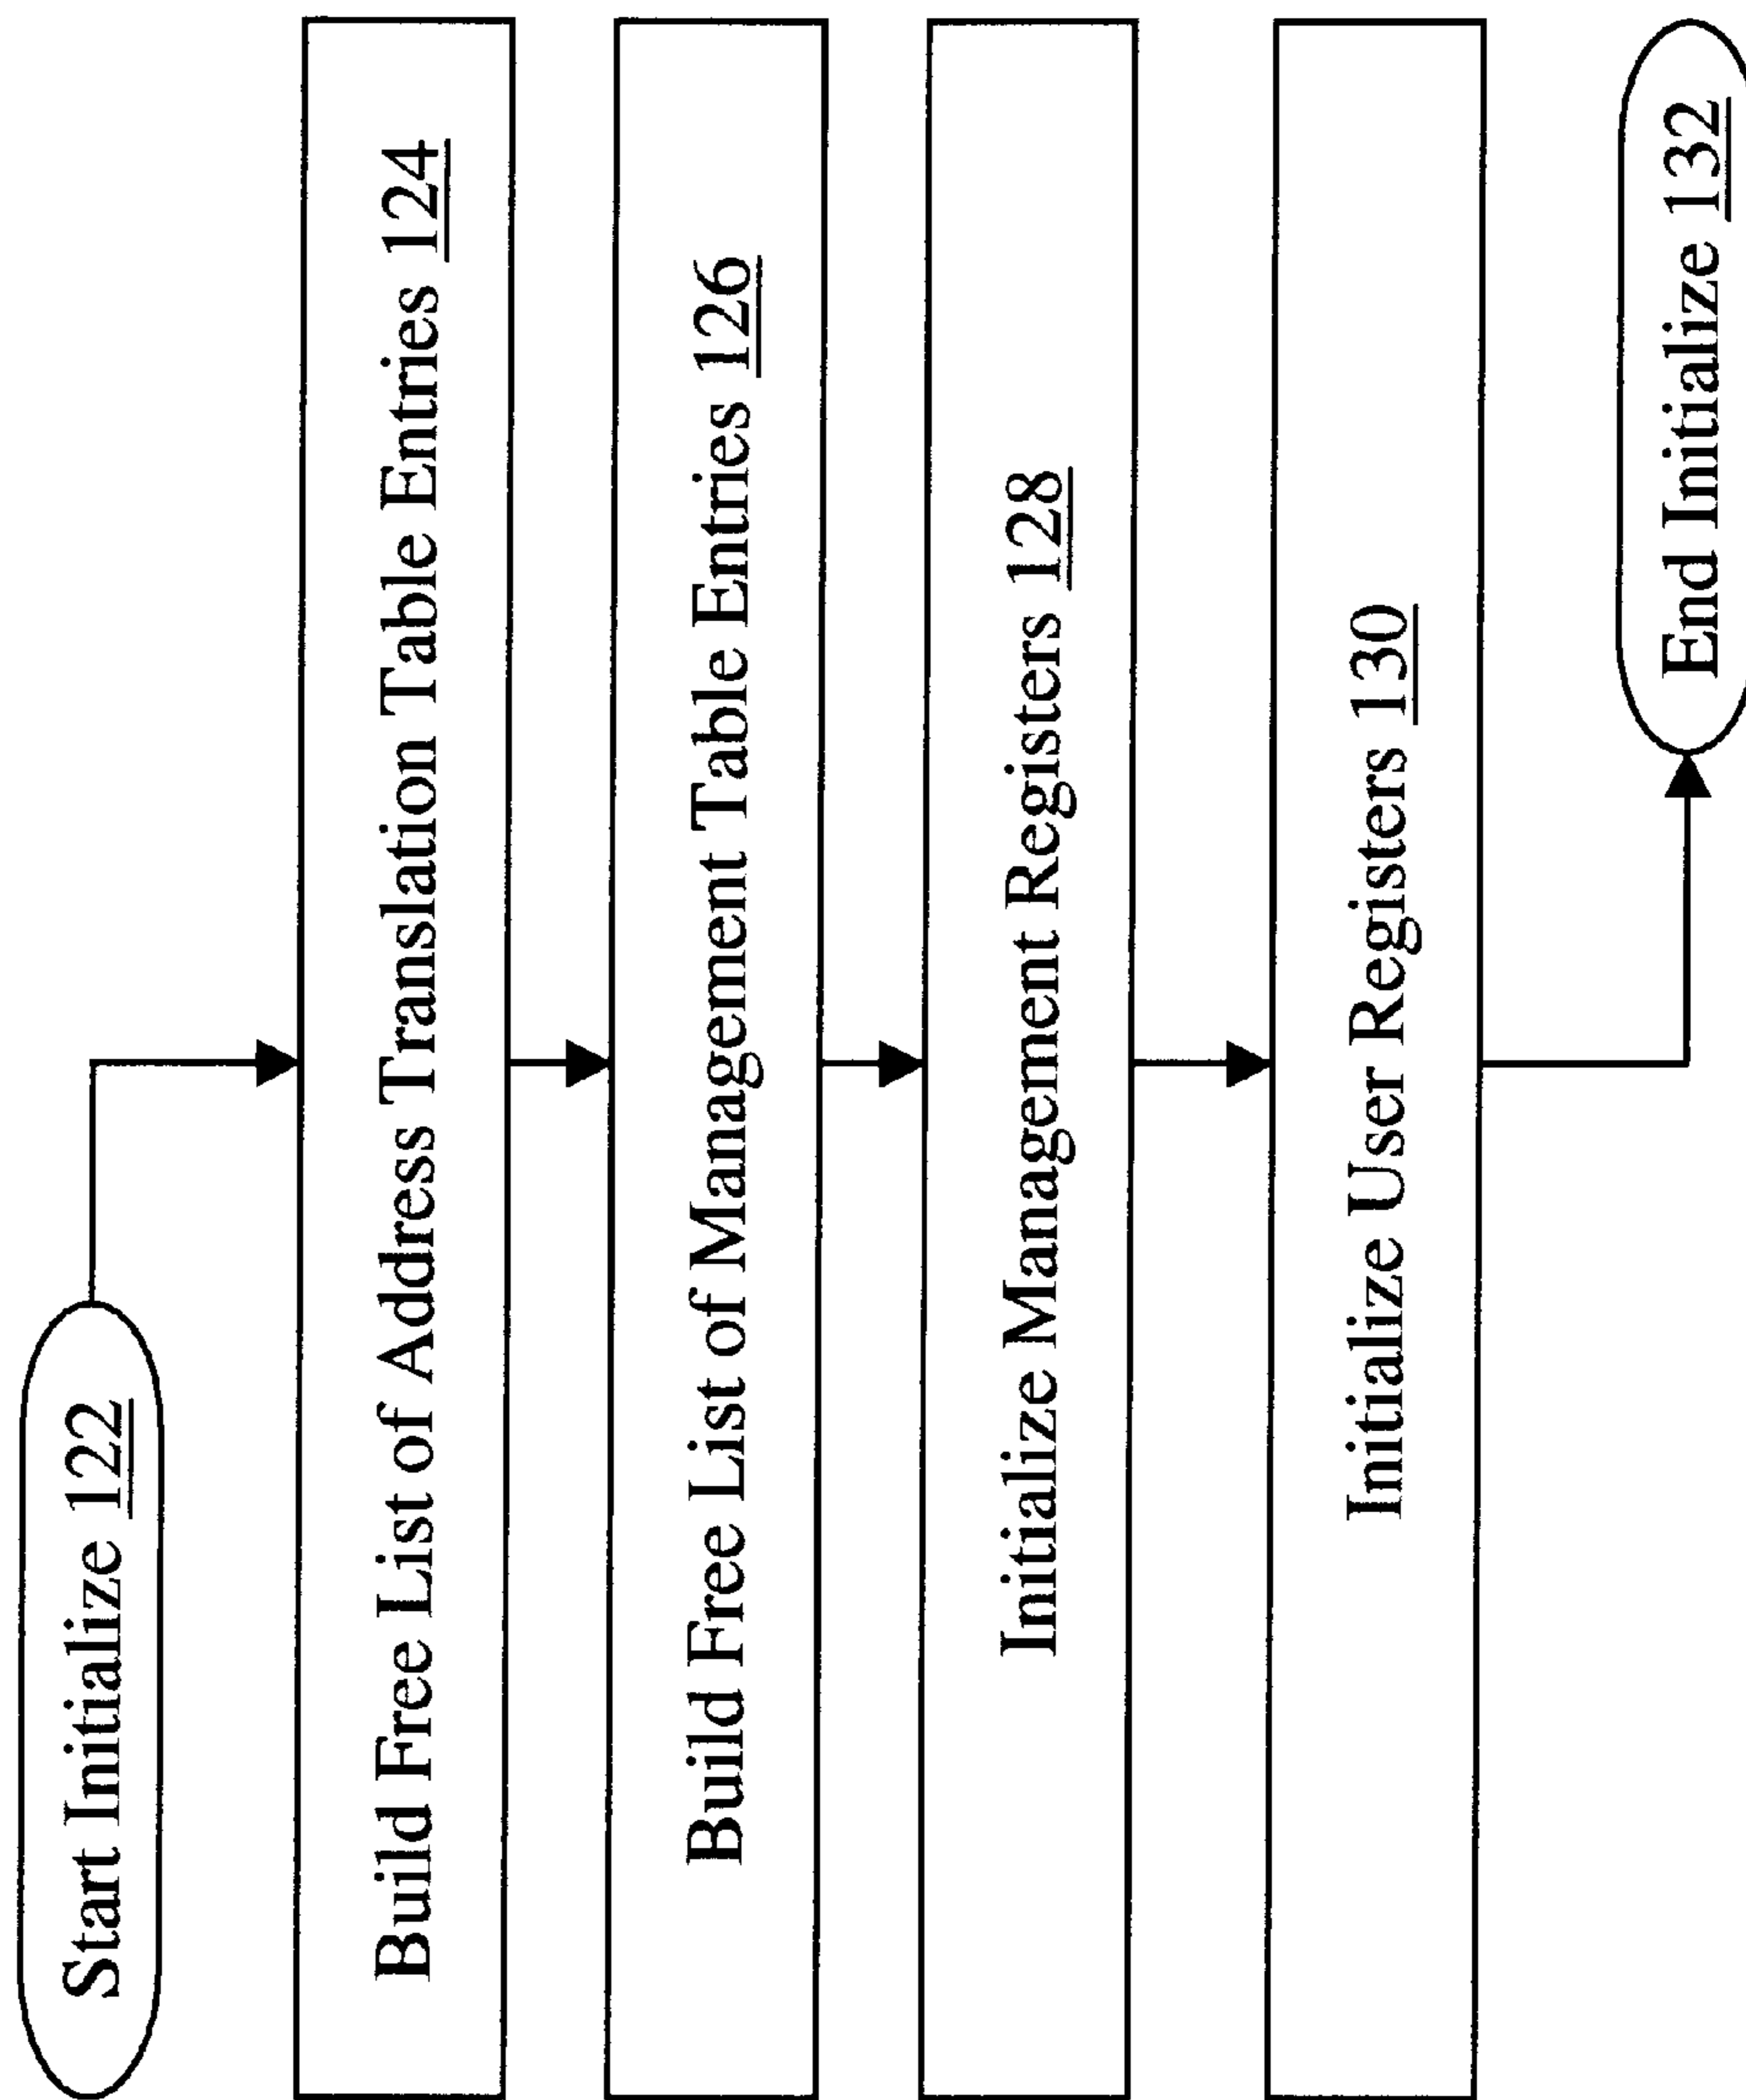 Start Initialize 122
Build Free List of Address Translation Table Entries 124
Build Free List of Management Table Entries 126
Initialize Management Registers 128
Initialize User Registers 130
End Initialize 132